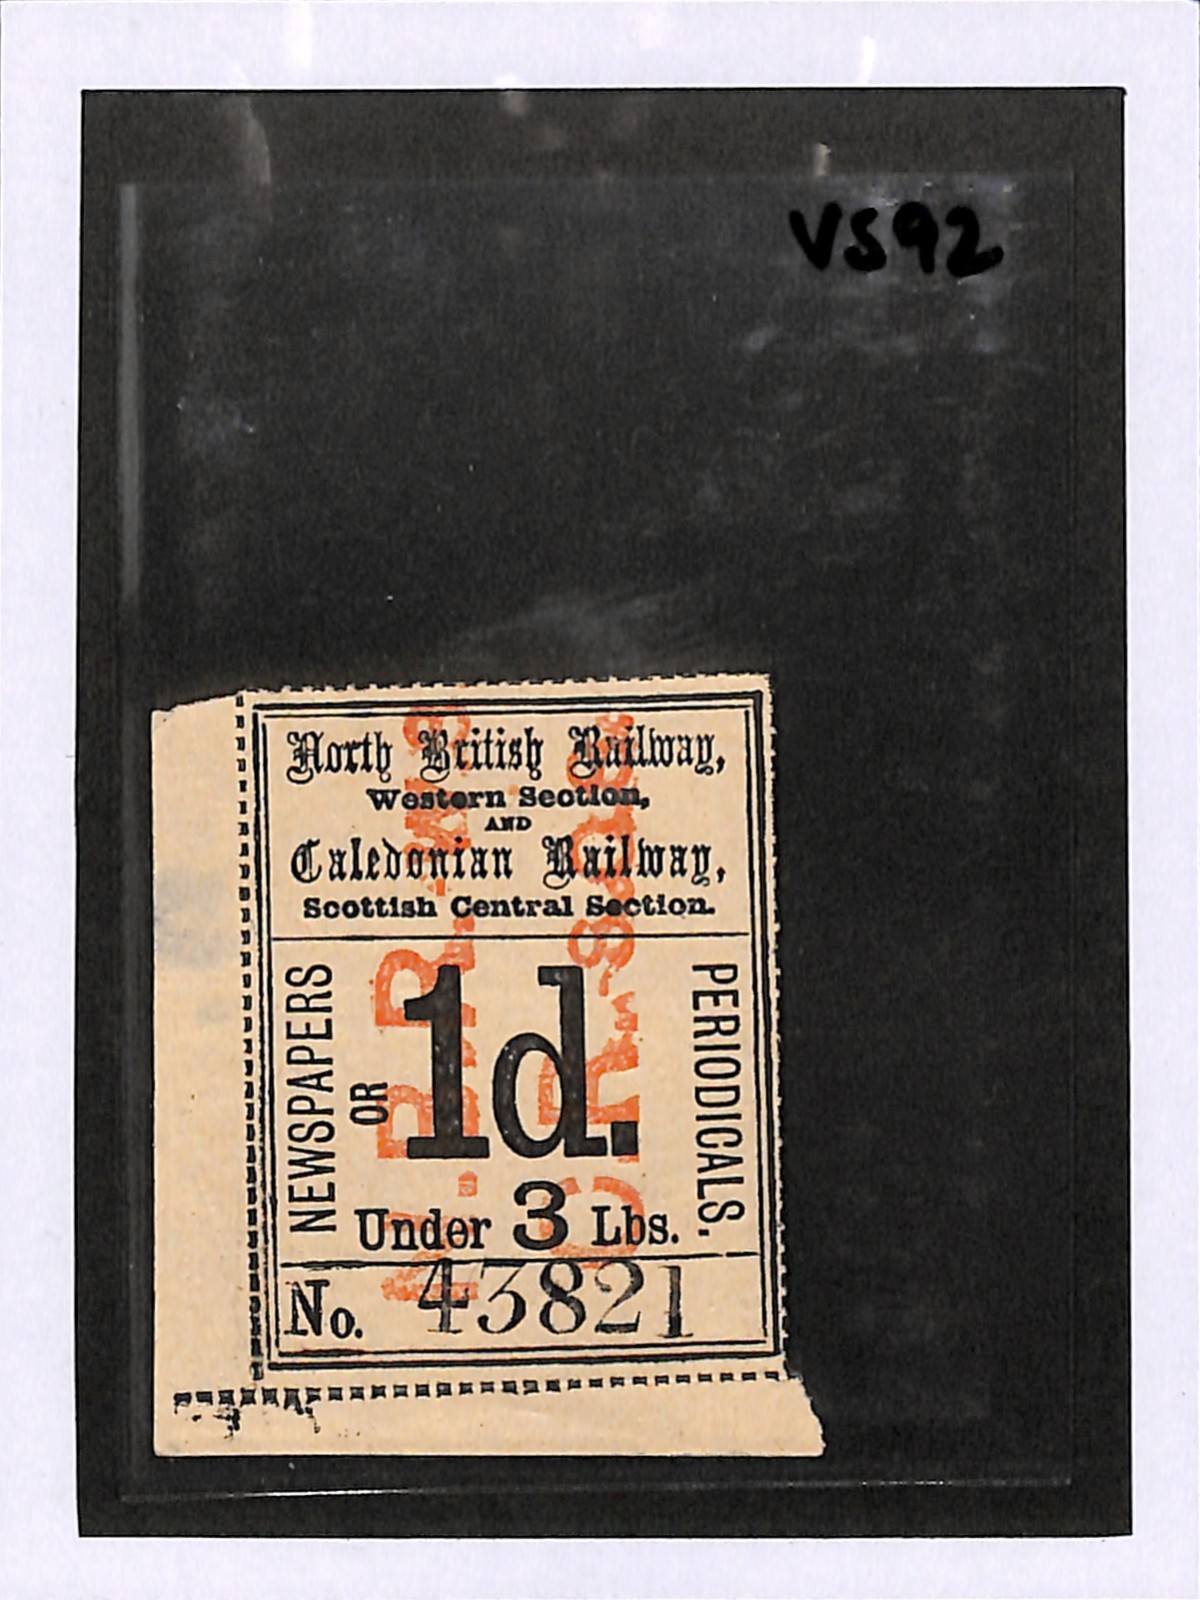 VS92
North British Railway,
Western Section,
AND
Caledonian Railway,
Scottish Central Section.
NEWSPAPERS
OR
1d.
PERIODICALS.
Under 3 Lbs.
No. 43821
N.B.R.
C.R.